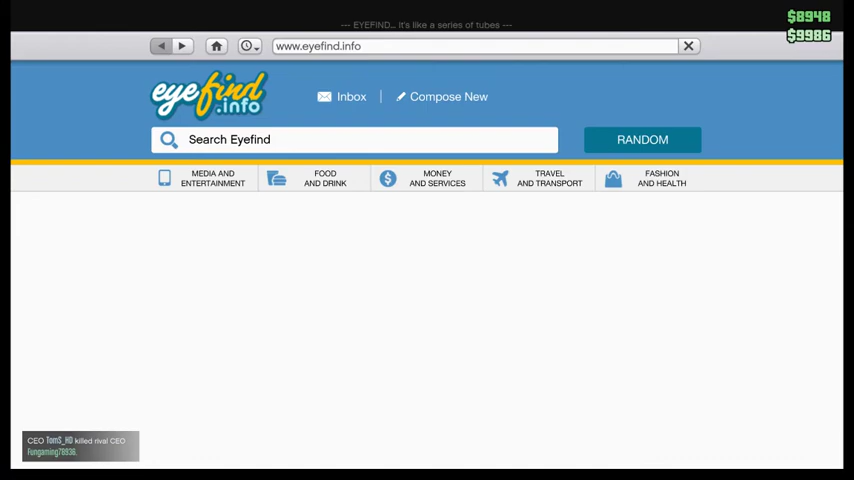 --- EYEFIND... It's like a series of tubes ---
$8948
$9986
www.eyefind.info
eyefind
.info
Inbox
Compose New
Search Eyefind
RANDOM
MEDIA AND
ENTERTAINMENT
FOOD
AND DRINK
MONEY
AND SERVICES
TRAVEL
AND TRANSPORT
FASHION
AND HEALTH
CEO TomS_HD killed rival CEO
Fungaming78936.